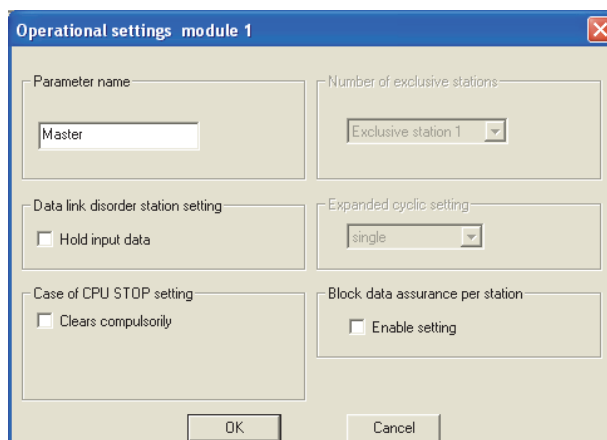 Operational settings  module 1
Parameter name
Master
Number of exclusive stations
Exclusive station 1
Data link disorder station setting
Hold input data
Expanded cyclic setting
single
Case of CPU STOP setting
Clears compulsorily
Block data assurance per station
Enable setting
OK
Cancel